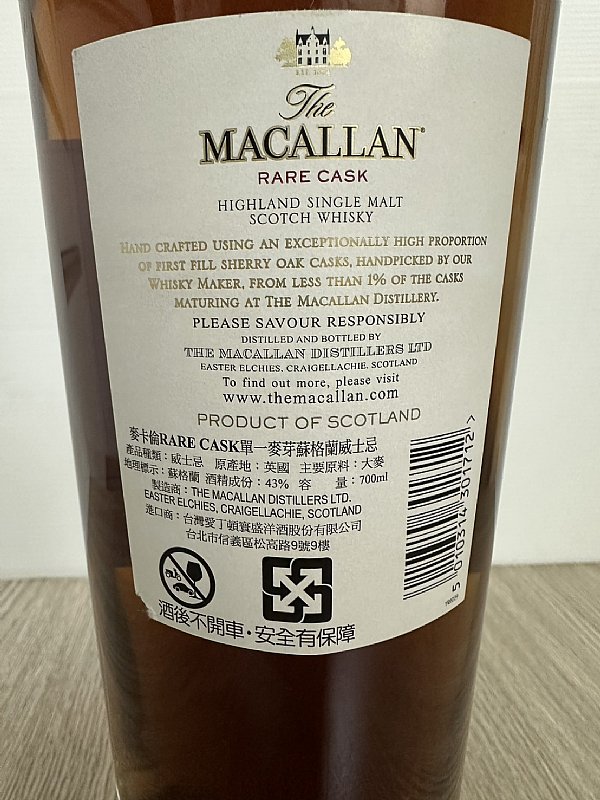 The
MACALLAN
RARE CASK
HIGHLAND SINGLE MALT
SCOTCH WHISKY
HAND CRAFTED USING AN EXCEPTIONALLY HIGH PROPORTION
OF FIRST FILL SHERRY OAK CASKS, HANDPICKED BY OUR
WHISKY MAKER, FROM LESS THAN 1% OF THE CASKS
MATURING AT THE MACALLAN DISTILLERY.
PLEASE SAVOUR RESPONSIBLY
DISTILLED AND BOTTLED BY
THE MACALLAN DISTILLERS LTD
EASTER ELCHIES, CRAIGELLACHIE, SCOTLAND
To find out more, please visit
www.themacallan.com
PRODUCT OF SCOTLAND
麥卡倫RARE CASK單一麥芽蘇格蘭威士忌
產品種類：威士忌 原產地：英國 主要原料：大麥
地理標示：蘇格蘭 酒精成份：43% 容 量：700ml
製造商：THE MACALLAN DISTILLERS LTD.
EASTER ELCHIES, CRAIGELLACHIE, SCOTLAND
進口商：台灣愛丁頓寰盛洋酒股份有限公司
台北市信義區松高路9號9樓
酒後不開車・安全有保障
5 010314 301712 >